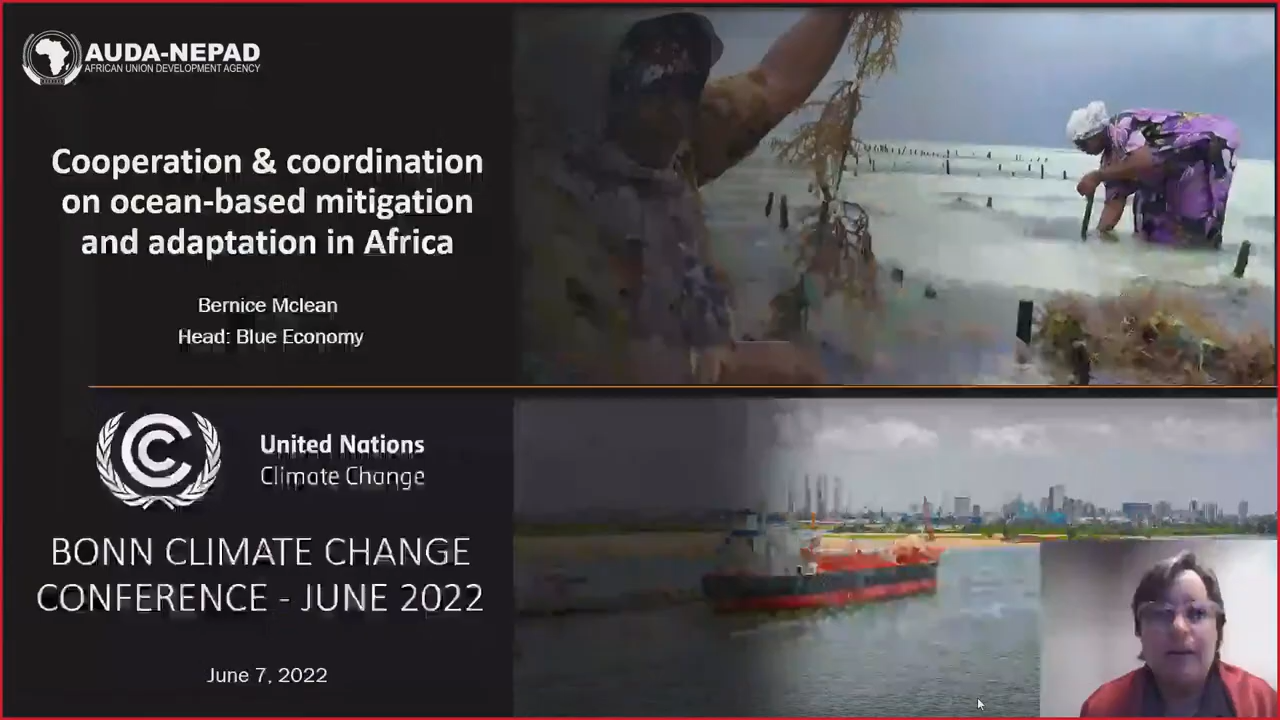 AUDA-NEPAD
AFRICAN UNION DEVELOPMENT AGENCY
Cooperation & coordination
on ocean-based mitigation
and adaptation in Africa
Bernice Mclean
Head: Blue Economy
United Nations
Climate Change
BONN CLIMATE CHANGE
CONFERENCE - JUNE 2022
June 7, 2022